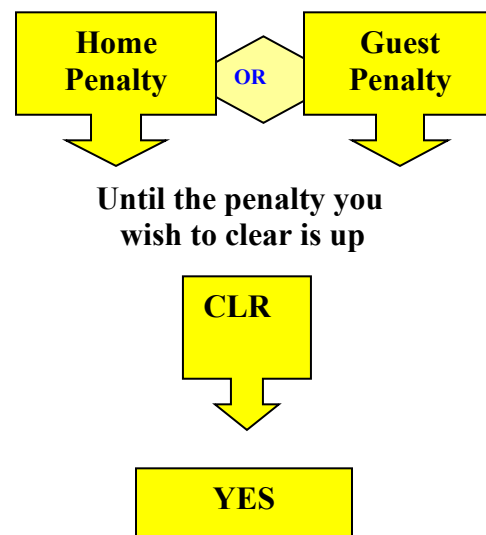 Home
Penalty
OR
Guest
Penalty
Until the penalty you
wish to clear is up
CLR
YES